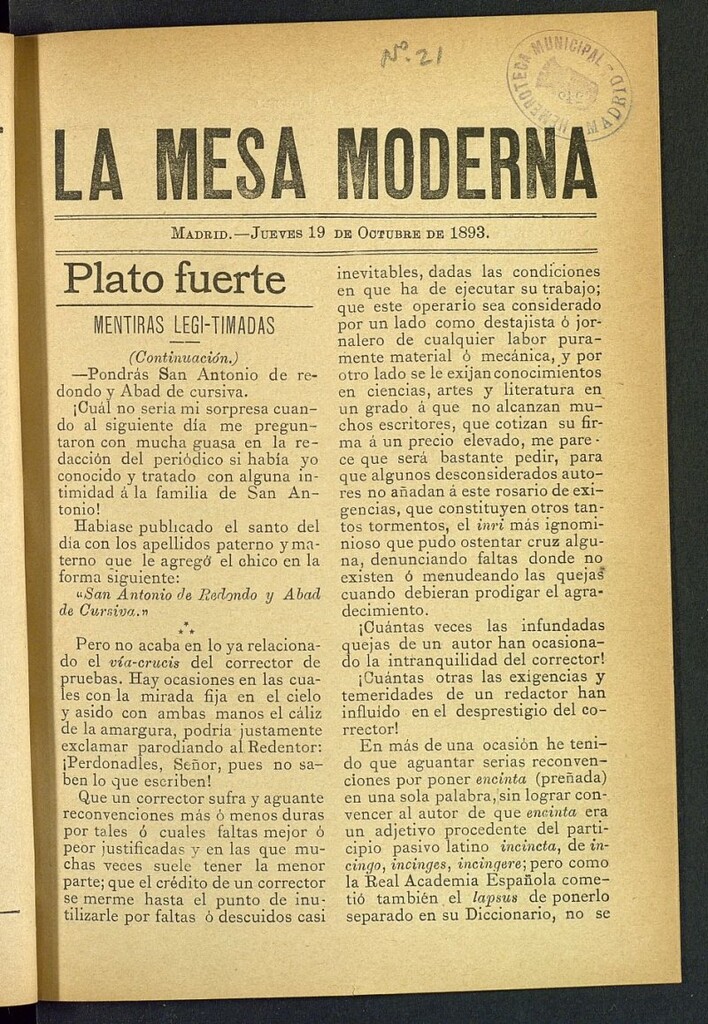 Nº. 21
HEMEROTECA MUNICIPAL
MADRID
LA MESA MODERNA
MADRID.—JUEVES 19 DE OCTUBRE DE 1893.
Plato fuerte
MENTIRAS LEGI-TIMADAS
(Continuación.)
—Pondrás San Antonio de re-
dondo y Abad de cursiva.
¡Cuál no sería mi sorpresa cuan-
do al siguiente día me pregun-
taron con mucha guasa en la re-
dacción del periódico si había yo
conocido y tratado con alguna in-
timidad á la familia de San An-
tonio!
Habíase publicado el santo del
día con los apellidos paterno y ma-
terno que le agregó el chico en la
forma siguiente:
«San Antonio de Redondo y Abad
de Cursiva.»
⁂
Pero no acaba en lo ya relaciona-
do el vía-crucis del corrector de
pruebas. Hay ocasiones en las cua-
les con la mirada fija en el cielo
y asido con ambas manos el cáliz
de la amargura, podría justamente
exclamar parodiando al Redentor:
¡Perdonadles, Señor, pues no sa-
ben lo que escriben!
Que un corrector sufra y aguante
reconvenciones más ó menos duras
por tales ó cuales faltas mejor ó
peor justificadas y en las que mu-
chas veces suele tener la menor
parte; que el crédito de un corrector
se merme hasta el punto de inu-
tilizarle por faltas ó descuidos casi
inevitables, dadas las condiciones
en que ha de ejecutar su trabajo;
que este operario sea considerado
por un lado como destajista ó jor-
nalero de cualquier labor pura-
mente material ó mecánica, y por
otro lado se le exijan conocimientos
en ciencias, artes y literatura en
un grado á que no alcanzan mu-
chos escritores, que cotizan su fir-
ma á un precio elevado, me pare-
ce que será bastante pedir, para
que algunos desconsiderados auto-
res no añadan á este rosario de exi-
gencias, que constituyen otros tan-
tos tormentos, el inri más ignomi-
nioso que pudo ostentar cruz algu-
na, denunciando faltas donde no
existen ó menudeando las quejas
cuando debieran prodigar el agra-
decimiento.
¡Cuántas veces las infundadas
quejas de un autor han ocasiona-
do la intranquilidad del corrector!
¡Cuántas otras las exigencias y
temeridades de un redactor han
influído en el desprestigio del co-
rrector!
En más de una ocasión he teni-
do que aguantar serias reconven-
ciones por poner encinta (preñada)
en una sola palabra, sin lograr con-
vencer al autor de que encinta era
un adjetivo procedente del parti-
cipio pasivo latino incincta, de in-
cingo, incinges, incingere; pero como
la Real Academia Española come-
tió también el lapsus de ponerlo
separado en su Diccionario, no se